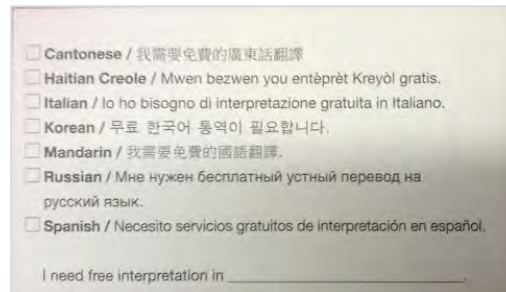 Cantonese / 我需要免費的廣東話翻譯
Haitian Creole / Mwen bezwen you entèprèt Kreyòl gratis.
Italian / Io ho bisogno di interpretazione gratuita in Italiano.
Korean / 무료 한국어 통역이 필요합니다.
Mandarin / 我需要免費的國語翻譯.
Russian / Мне нужен бесплатный устный перевод на
русский язык.
Spanish / Necesito servicios gratuitos de interpretación en español.
I need free interpretation in ____________________.